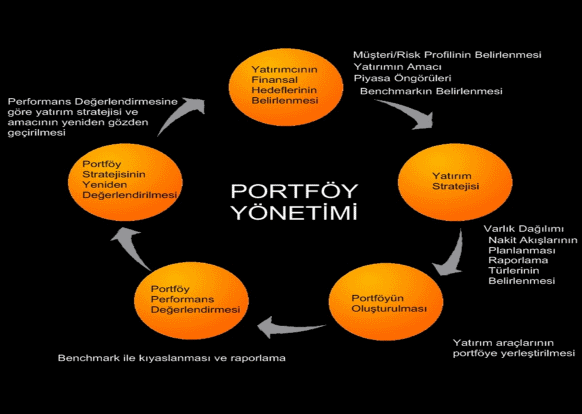 Yatırımcının
Finansal
Hedeflerinin
Belirlenmesi
Müşteri/Risk Profilinin Belirlenmesi
Yatırımın Amacı
Piyasa Öngörüleri
Benchmarkın Belirlenmesi
Performans Değerlendirmesine
göre yatırım stratejisi ve
amacının yeniden gözden
geçirilmesi
Portföy
Stratejisinin
Yeniden
Değerlendirilmesi
PORTFÖY
YÖNETİMİ
Yatırım
Stratejisi
Varlık Dağılımı
Nakit Akışlarının
Planlanması
Raporlama
Türlerinin
Belirlenmesi
Portföy
Performans
Değerlendirmesi
Portföyün
Oluşturulması
Yatırım araçlarının
portföye yerleştirilmesi
Benchmark ile kıyaslanması ve raporlama